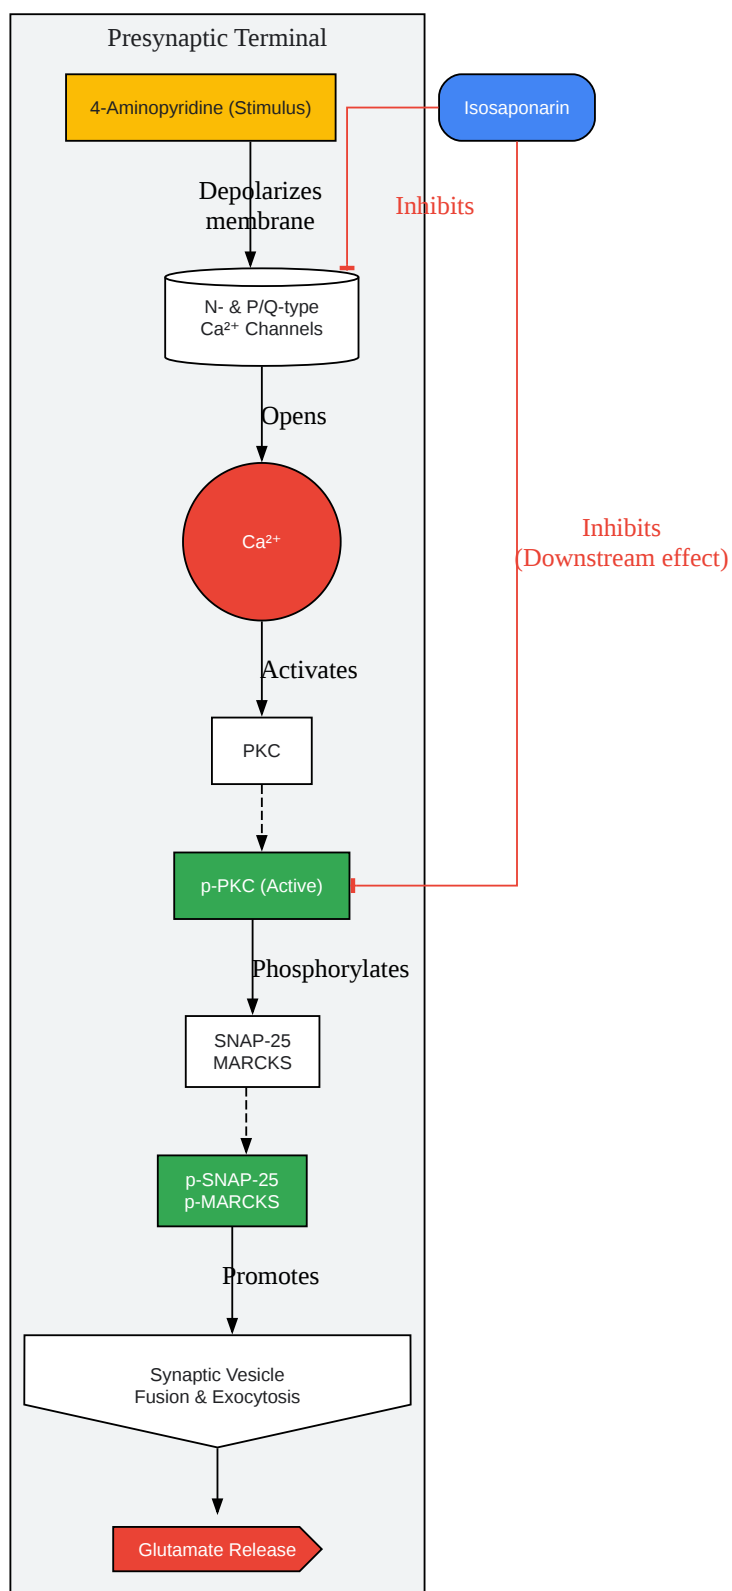 Presynaptic Terminal
4-Aminopyridine (Stimulus)
Isosaponarin
Depolarizes
membrane
Inhibits
N- & P/Q-type
Ca²⁺ Channels
Opens
Ca²⁺
Inhibits
(Downstream effect)
Activates
PKC
p-PKC (Active)
Phosphorylates
SNAP-25
MARCKS
p-SNAP-25
p-MARCKS
Promotes
Synaptic Vesicle
Fusion & Exocytosis
Glutamate Release